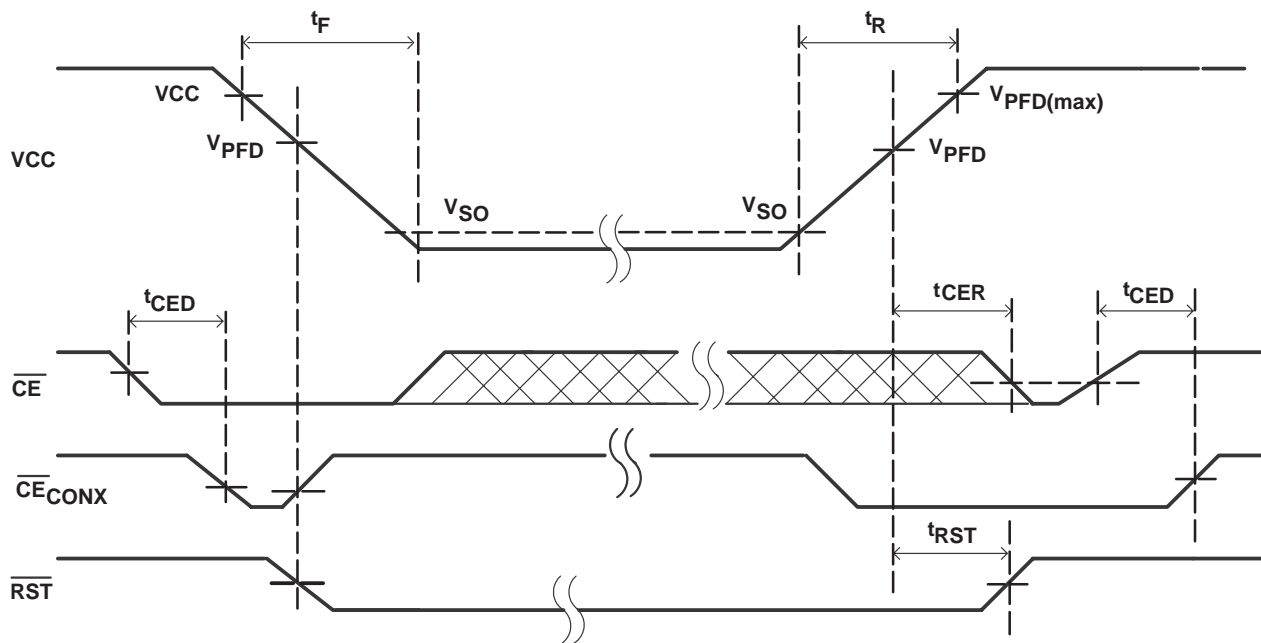 tF
tR
VCC
VPFD(max)
VPFD
VPFD
VCC
VSO
VSO
tCED
tCER
tCED
CE
CECONX
tRST
RST